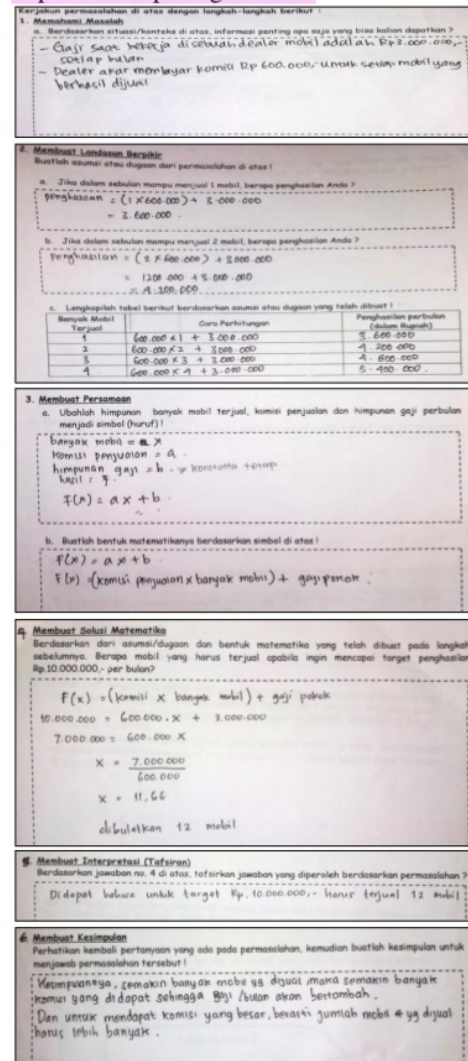 Kerjakan permasalahan di atas dengan langkah-langkah berikut :
1. Memahami Masalah
a. Berdasarkan situasi/konteks di atas, informasi penting apa saja yang bisa kalian dapatkan ?
- Gaji saat bekerja di sebuah dealer mobil adalah Rp 3.000.000,-
setiap bulan
- Dealer akan membayar komisi Rp 600.000,- untuk setiap mobil yang
berhasil dijual
2. Membuat Landasan Berpikir
Buatlah asumsi atau dugaan dari permasalahan di atas !
a. Jika dalam sebulan mampu menjual 1 mobil, berapa penghasilan Anda ?
penghasilan = (1 x 600.000) + 3.000.000
= 3.600.000
b. Jika dalam sebulan mampu menjual 2 mobil, berapa penghasilan Anda ?
Penghasilan = (2 x 600.000) + 3.000.000
= 1200.000 + 3.000.000
= 4.200.000
c. Lengkapilah tabel berikut berdasarkan asumsi atau dugaan yang telah dibuat !
Banyak Mobil Terjual Cara Perhitungan Penghasilan perbulan (dalam Rupiah)
1 600.000 x 1 + 3.000.000 3.600.000
2 600.000 x 2 + 3.000.000 4.200.000
3 600.000 x 3 + 3.000.000 4.800.000
4 600.000 x 4 + 3.000.000 5.400.000
3. Membuat Persamaan
a. Ubahlah himpunan banyak mobil terjual, komisi penjualan dan himpunan gaji perbulan
menjadi simbol (huruf) !
banyak mobil = x
Komisi penjualan = a
himpunan gaji = b → konstanta tetap
hasil = f
f(x) = ax + b
b. Buatlah bentuk matematikanya berdasarkan simbol di atas !
f(x) = ax + b
F(x) = (komisi penjualan x banyak mobil) + gaji pokok
4. Membuat Solusi Matematika
Berdasarkan dari asumsi/dugaan dan bentuk matematika yang telah dibuat pada langkah
sebelumnya. Berapa mobil yang harus terjual apabila ingin mencapai target penghasilan
Rp.10.000.000,- per bulan?
F(x) = (komisi x banyak mobil) + gaji pokok
10.000.000 = 600.000.x + 3.000.000
7.000.000 = 600.000 x
x = 7.000.000
600.000
x = 11,66
dibulatkan 12 mobil
5. Membuat Interpretasi (Tafsiran)
Berdasarkan jawaban no. 4 di atas, tafsirkan jawaban yang diperoleh berdasarkan permasalahan ?
Didapat bahwa untuk target Rp. 10.000.000,- harus terjual 12 mobil
6. Membuat Kesimpulan
Perhatikan kembali pertanyaan yang ada pada permasalahan, kemudian buatlah kesimpulan untuk
menjawab permasalahan tersebut !
Kesimpulannya, semakin banyak mobil yg dijual, maka semakin banyak
komisi yang didapat sehingga gaji /bulan akan bertambah.
Dan untuk mendapat komisi yang besar, berarti jumlah mobil yg dijual
harus lebih banyak.